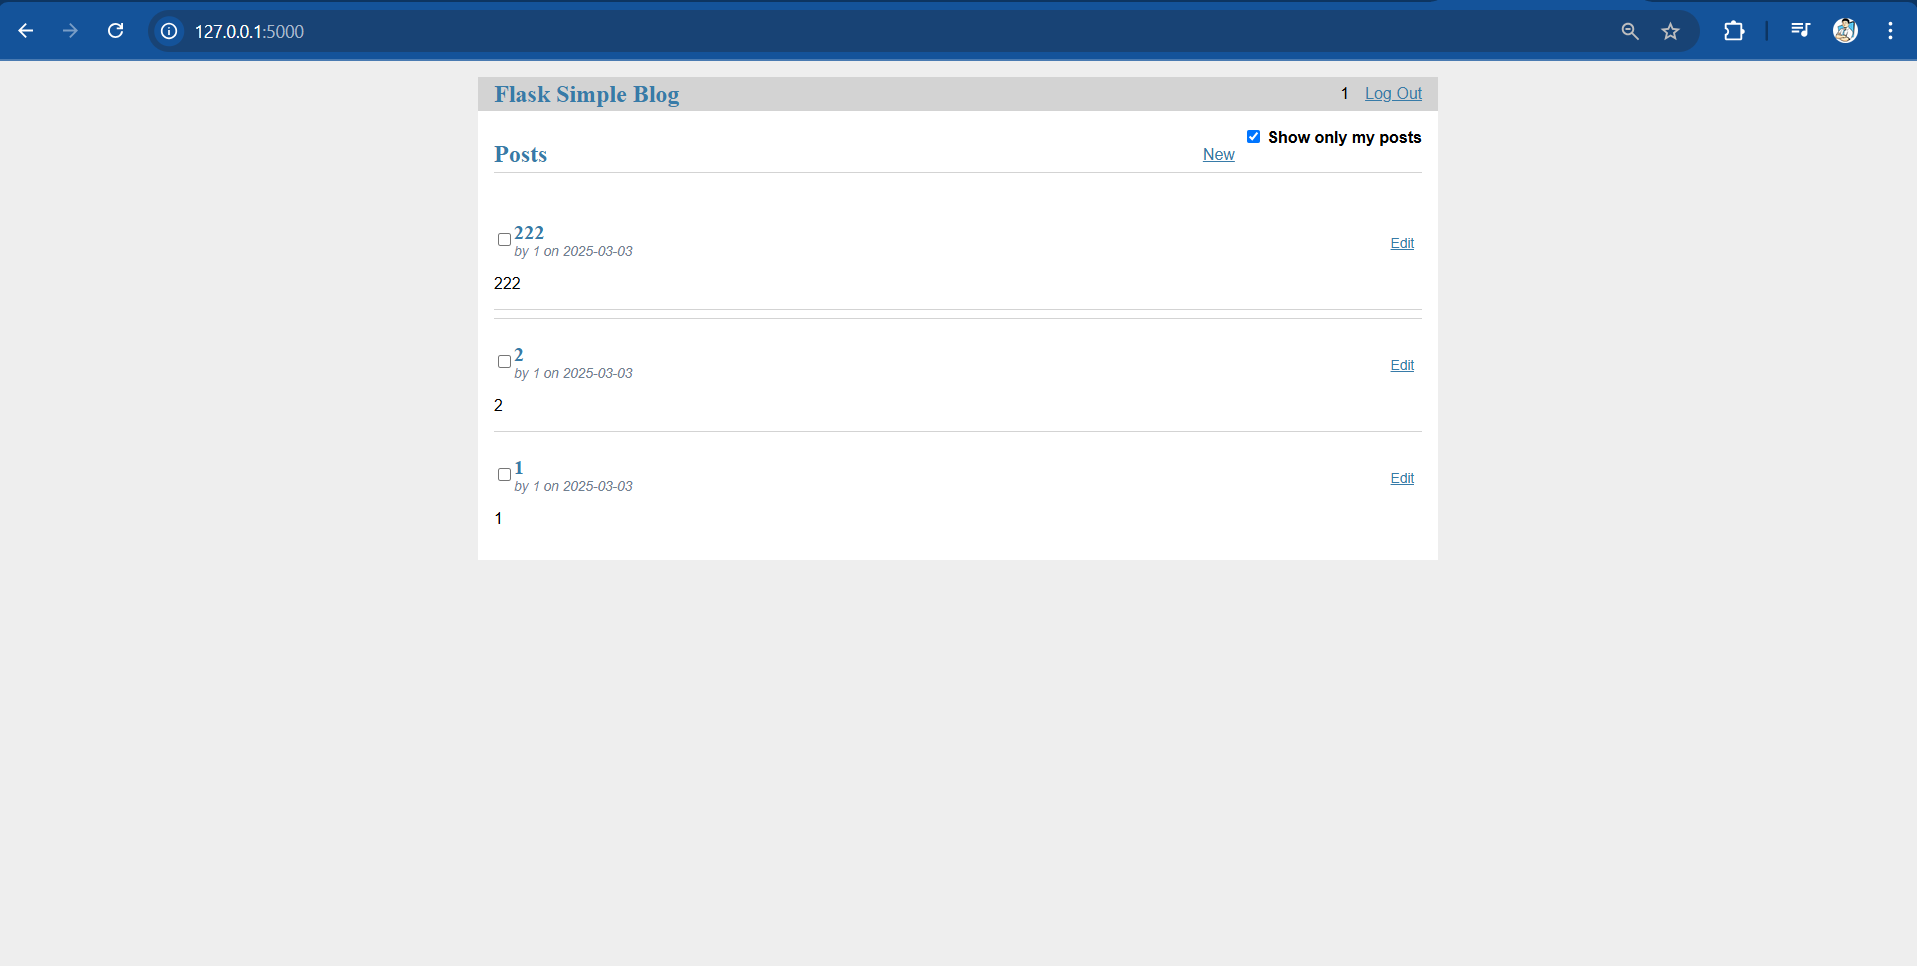 127.0.0.1:5000
Flask Simple Blog 1 Log Out
Show only my posts
Posts New
222
by 1 on 2025-03-03 Edit
222
2
by 1 on 2025-03-03 Edit
2
1
by 1 on 2025-03-03 Edit
1